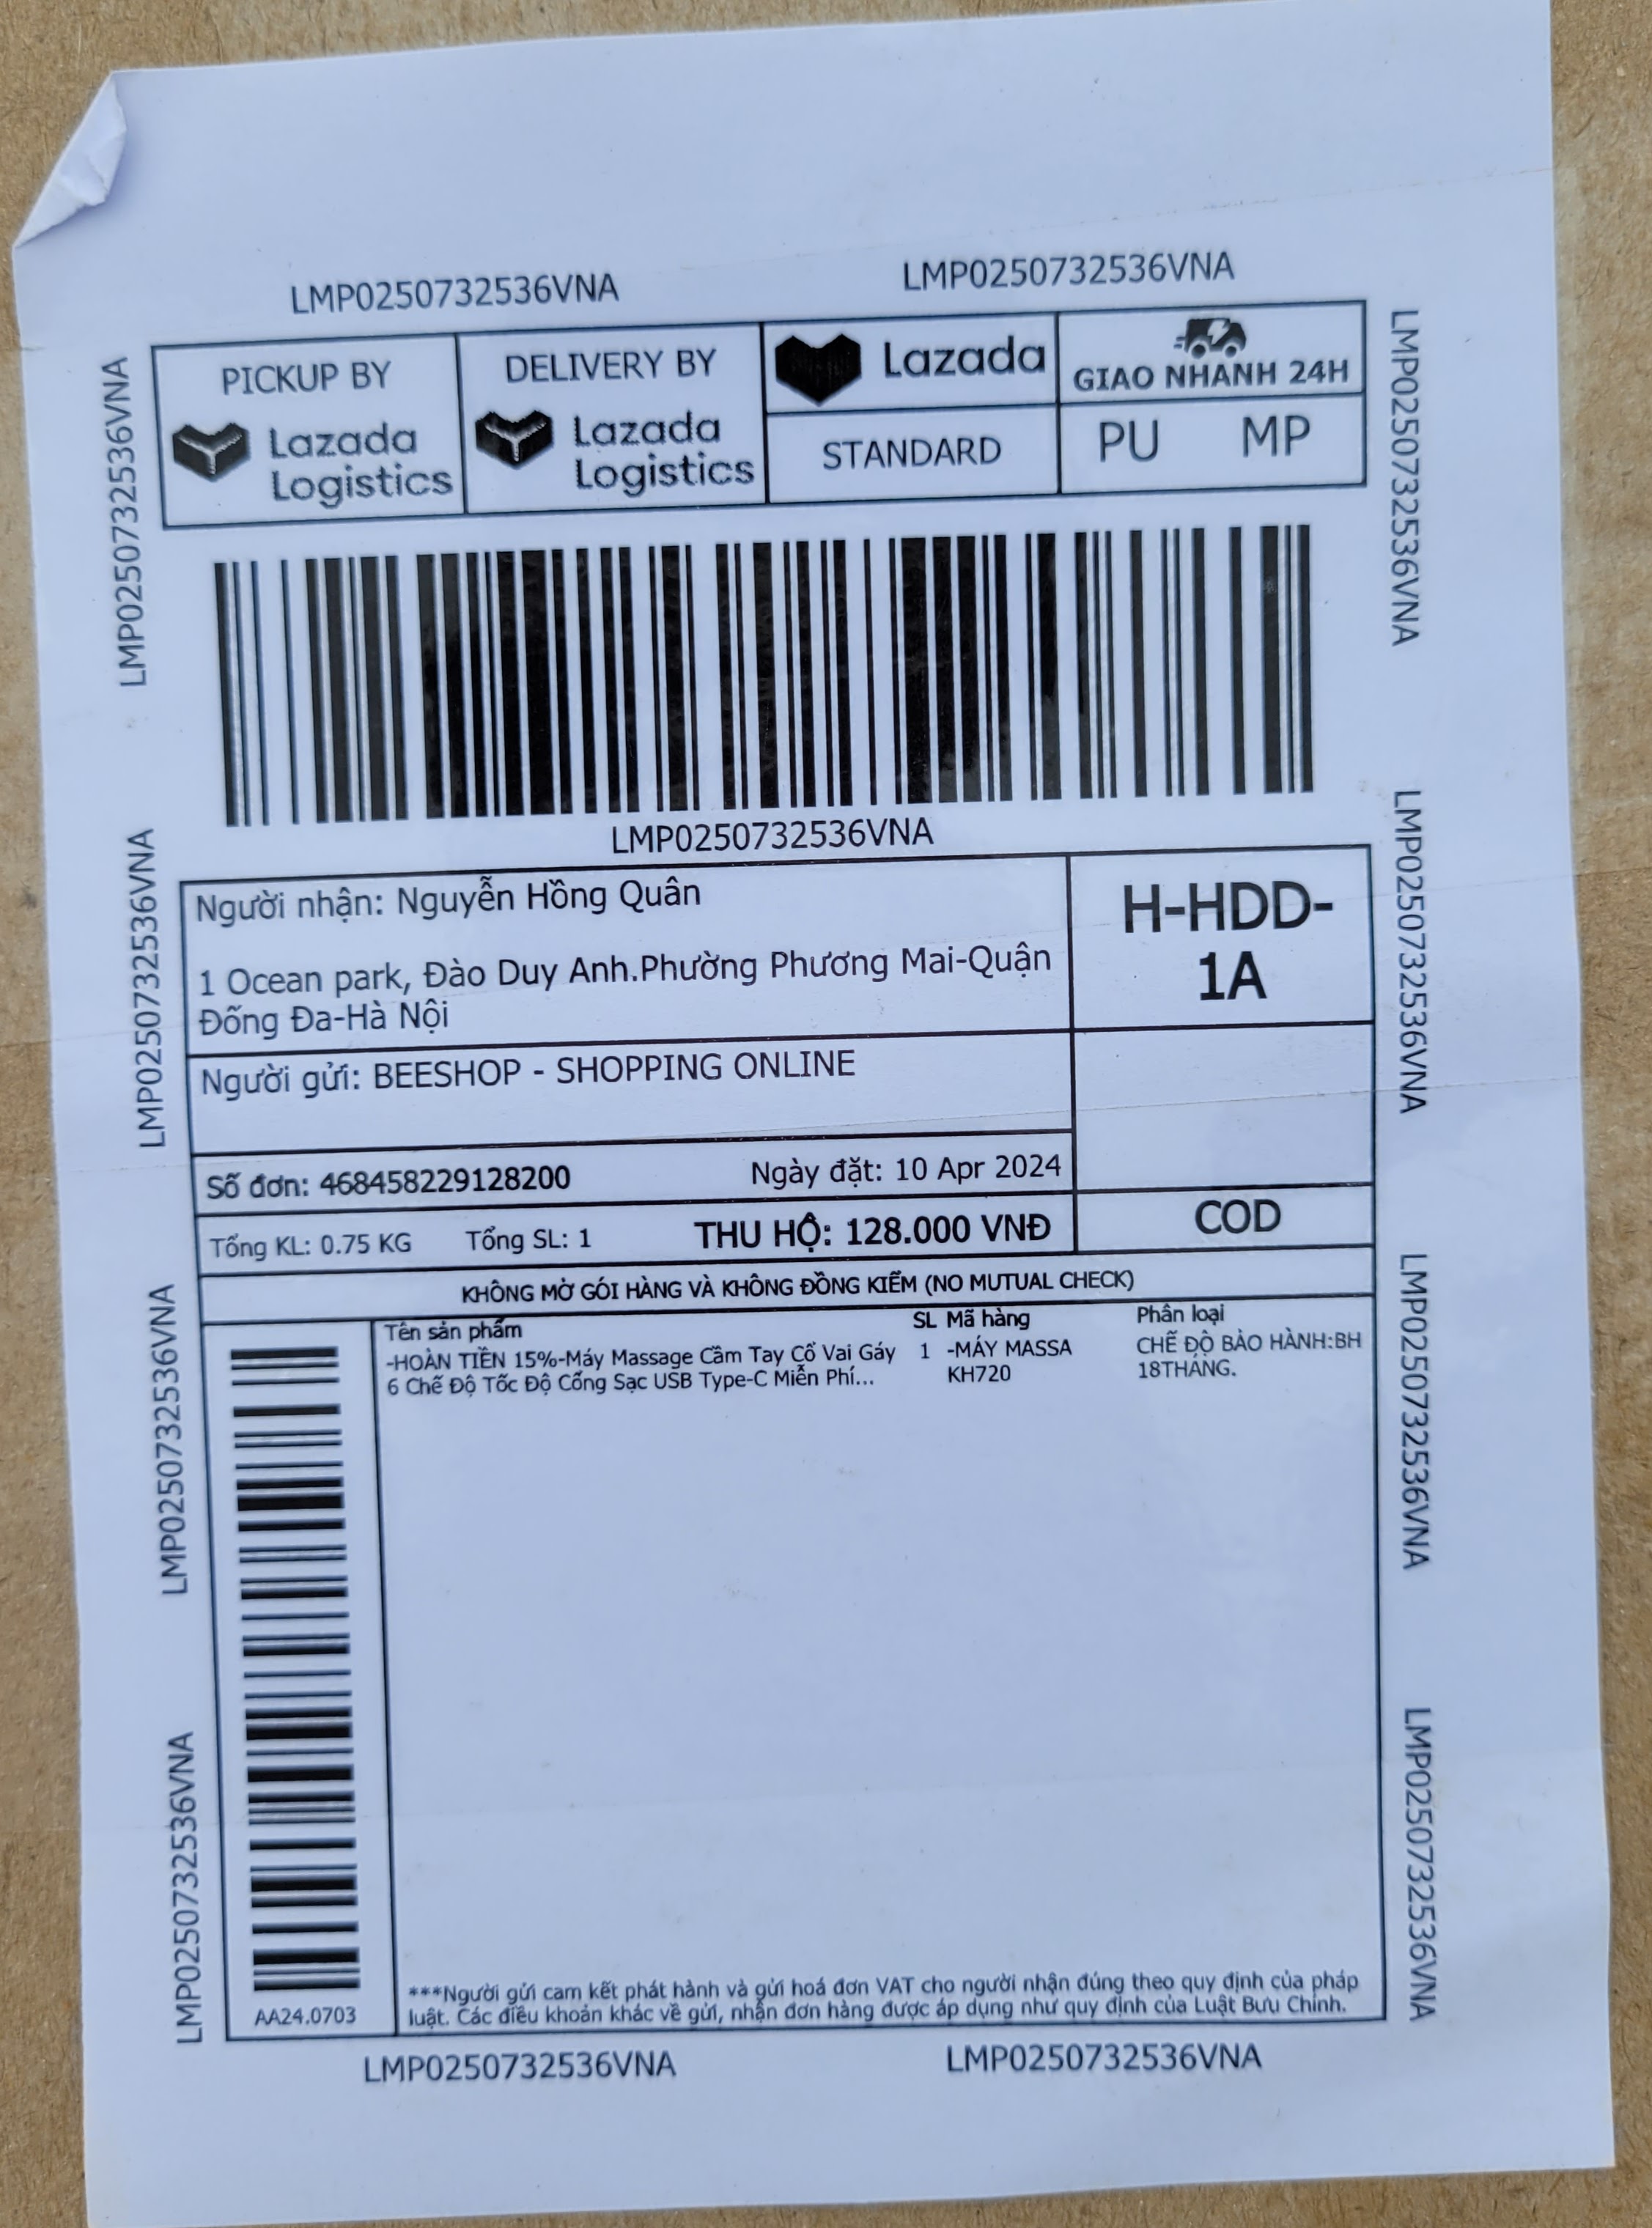 LMP0250732536VNA
LMP0250732536VNA
PICKUP BY
Lazada
Logistics
DELIVERY BY
Lazada
Logistics
Lazada
STANDARD
GIAO NHANH 24H
PU MP
LMP0250732536VNA
Người nhận: Nguyễn Hồng Quân
1 Ocean park, Đào Duy Anh.Phường Phương Mai-Quận
Đống Đa-Hà Nội
H-HDD-
1A
Người gửi: BEESHOP - SHOPPING ONLINE
Số đơn: 468458229128200 Ngày đặt: 10 Apr 2024
Tổng KL: 0.75 KG Tổng SL: 1 THU HỘ: 128.000 VNĐ COD
KHÔNG MỞ GÓI HÀNG VÀ KHÔNG ĐỒNG KIỂM (NO MUTUAL CHECK)
Tên sản phẩm SL Mã hàng Phân loại
-HOÀN TIỀN 15%-Máy Massage Cầm Tay Cổ Vai Gáy 1 -MÁY MASSA CHẾ ĐỘ BẢO HÀNH:BH
6 Chế Độ Tốc Độ Cổng Sạc USB Type-C Miễn Phí... KH720 18THÁNG.
***Người gửi cam kết phát hành và gửi hoá đơn VAT cho người nhận đúng theo quy định của pháp
luật. Các điều khoản khác về gửi, nhận đơn hàng được áp dụng như quy định của Luật Bưu Chính.
AA24.0703
LMP0250732536VNA
LMP0250732536VNA
LMP0250732536VNA
LMP0250732536VNA
LMP0250732536VNA
LMP0250732536VNA
LMP0250732536VNA
LMP0250732536VNA
LMP0250732536VNA
LMP0250732536VNA